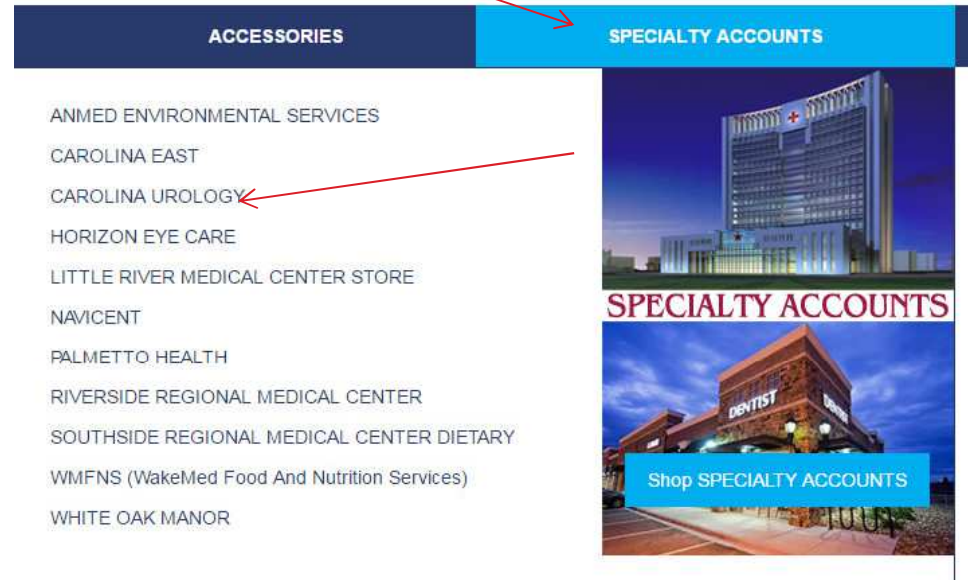 ACCESSORIES
SPECIALTY ACCOUNTS
ANMED ENVIRONMENTAL SERVICES
CAROLINA EAST
CAROLINA UROLOGY
HORIZON EYE CARE
LITTLE RIVER MEDICAL CENTER STORE
NAVICENT
PALMETTO HEALTH
RIVERSIDE REGIONAL MEDICAL CENTER
SOUTHSIDE REGIONAL MEDICAL CENTER DIETARY
WMFNS (WakeMed Food And Nutrition Services)
WHITE OAK MANOR
SPECIALTY ACCOUNTS
DENTIST
DENTIST
Shop SPECIALTY ACCOUNTS